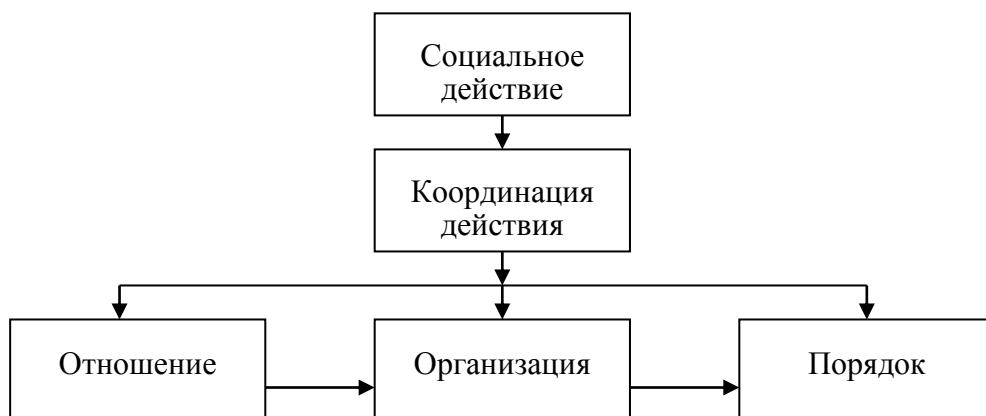 Социальное
действие
Координация
действия
Отношение
Организация
Порядок